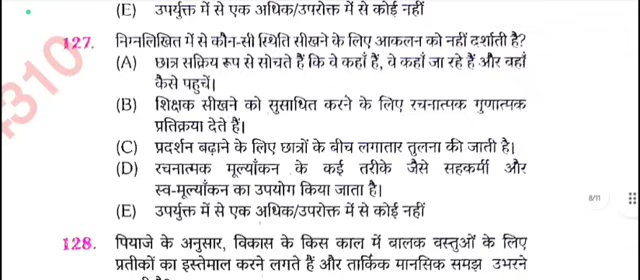 (E) उपर्युक्त में से एक अधिक/उपरोक्त में से कोई नहीं
127. निम्नलिखित में से कौन-सी स्थिति सीखने के लिए आकलन को नहीं दर्शाती है?
(A) छात्र सक्रिय रूप से सोचते हैं कि वे कहाँ हैं, वे कहाँ जा रहे हैं और वहाँ
कैसे पहुचें।
(B) शिक्षक सीखने को सुसाधित करने के लिए रचनात्मक गुणात्मक
प्रतिक्रिया देते हैं।
(C) प्रदर्शन बढ़ाने के लिए छात्रों के बीच लगातार तुलना की जाती है।
(D) रचनात्मक मूल्याँकन के कई तरीके जैसे सहकर्मी और
स्व-मूल्याँकन का उपयोग किया जाता है।
8/11
(E) उपर्युक्त में से एक अधिक/उपरोक्त में से कोई नहीं
128. पियाजे के अनुसार, विकास के किस काल में बालक वस्तुओं के लिए
प्रतीकों का इस्तेमाल करने लगते हैं और तार्किक मानसिक समझ उभरने